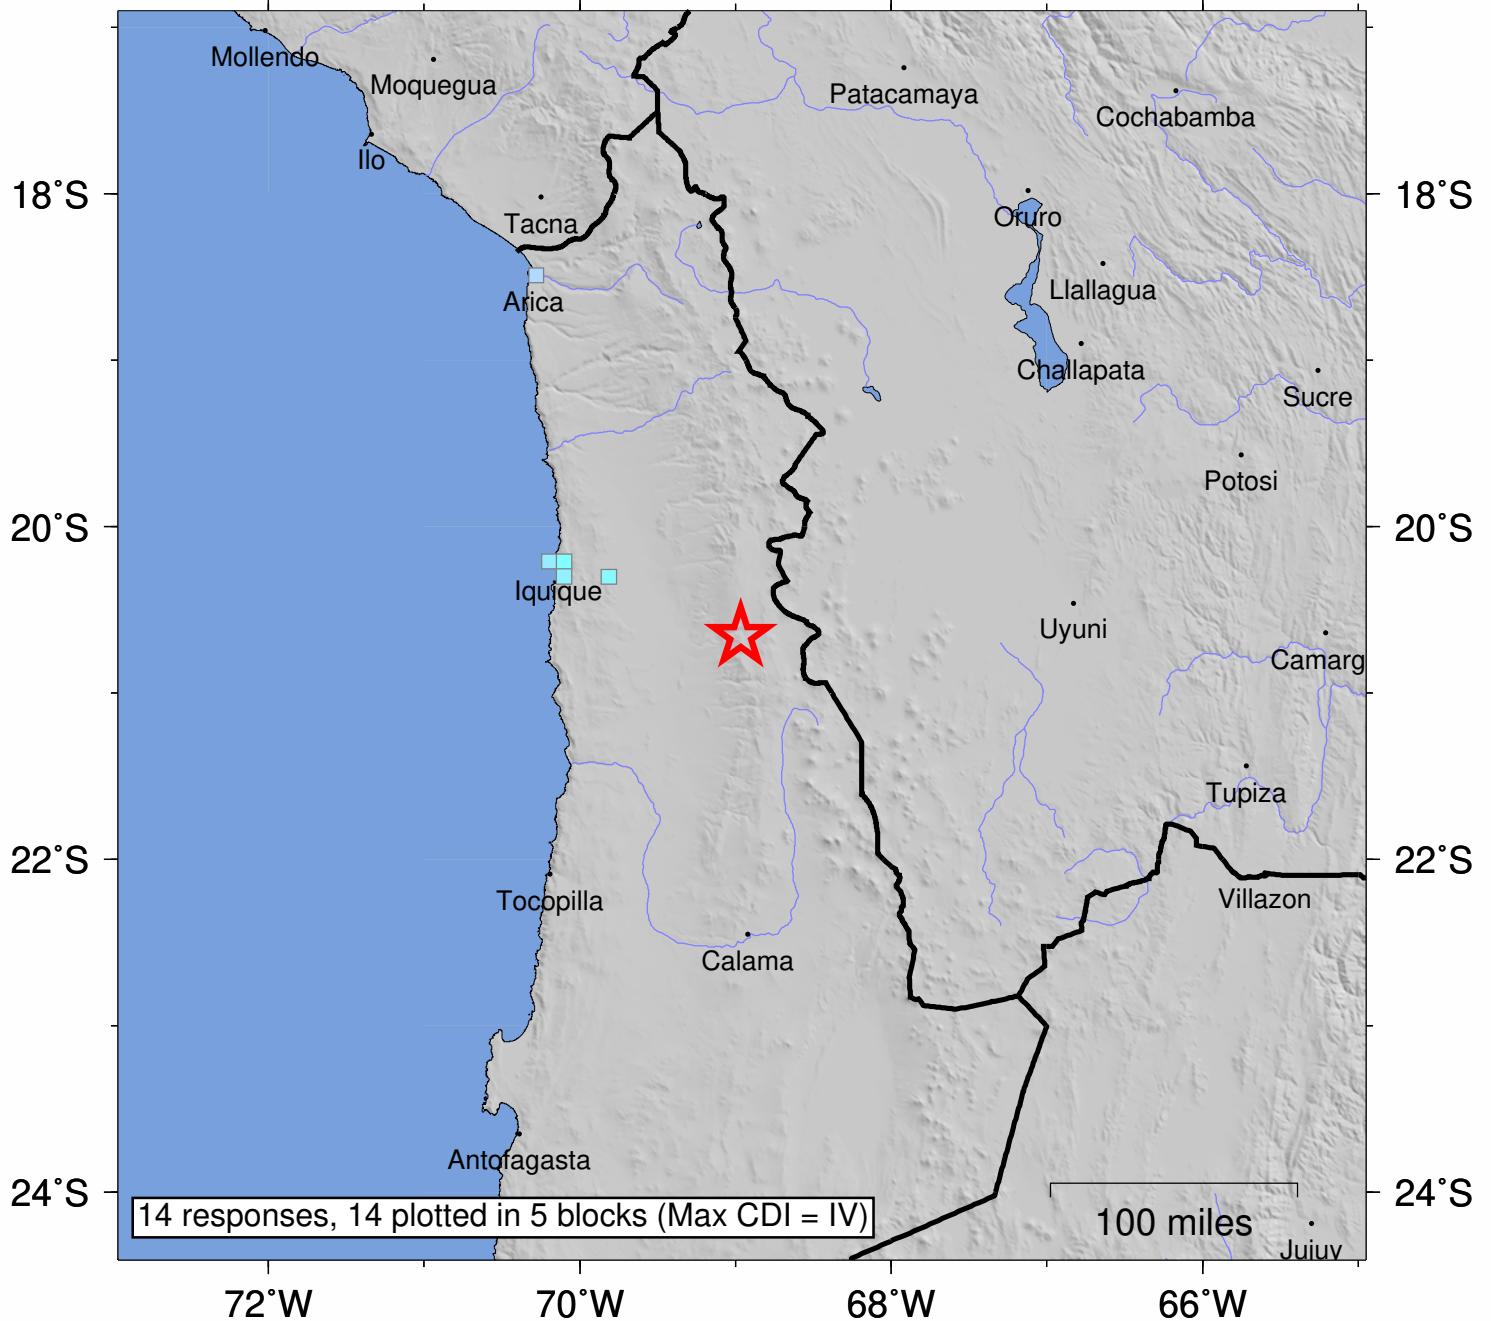 Mollendo
Moquegua
Patacamaya
Cochabamba
Ilo
18°S
18°S
Tacna
Oruro
Arica
Llallagua
Challapata
Sucre
Potosi
20°S
20°S
Iquique
Uyuni
Camarg
Tupiza
22°S
22°S
Tocopilla
Villazon
Calama
Antofagasta
24°S
24°S
14 responses, 14 plotted in 5 blocks (Max CDI = IV)
100 miles
Jujuy
72°W
70°W
68°W
66°W